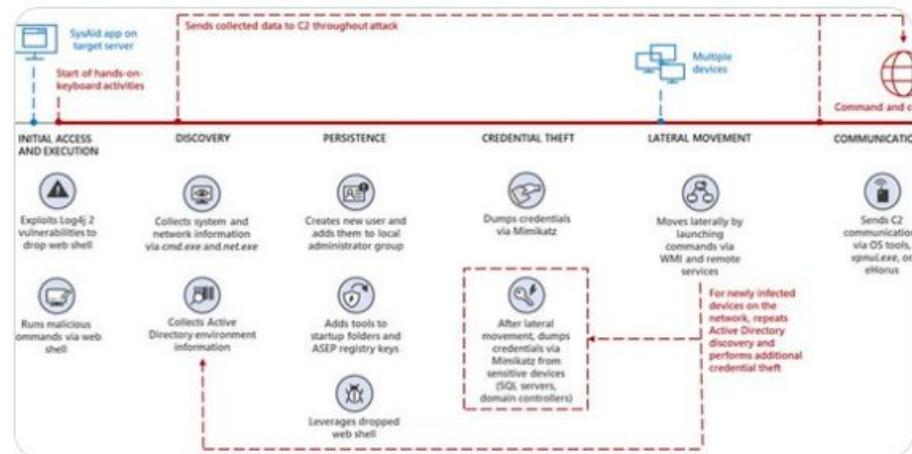 Sends collected data to C2 throughout attack
SysAid app on
target server
Start of hands-on-
keyboard activities
Multiple
devices
Command and
INITIAL ACCESS
AND EXECUTION
DISCOVERY
PERSISTENCE
CREDENTIAL THEFT
LATERAL MOVEMENT
COMMUNICATIO
Exploits Log4j 2
vulnerabilities to
drop web shell
Runs malicious
commands via web
shell
Collects system and
network information
via cmd.exe and net.exe
Collects Active
Directory environment
information
Creates new user and
adds them to local
administrator group
Adds tools to
startup folders and
ASEP registry keys
Leverages dropped
web shell
Dumps credentials
via Mimikatz
After lateral
movement, dumps
credentials via
Mimikatz from
sensitive devices
(SQL servers,
domain controllers)
Moves laterally by
launching commands via
WMI and remote
services
For newly infected
devices on the
network, repeats
Active Directory
discovery and
performs additional
credential theft
Sends C2
communication
via OS tools,
vpnui.exe, or
eHorus